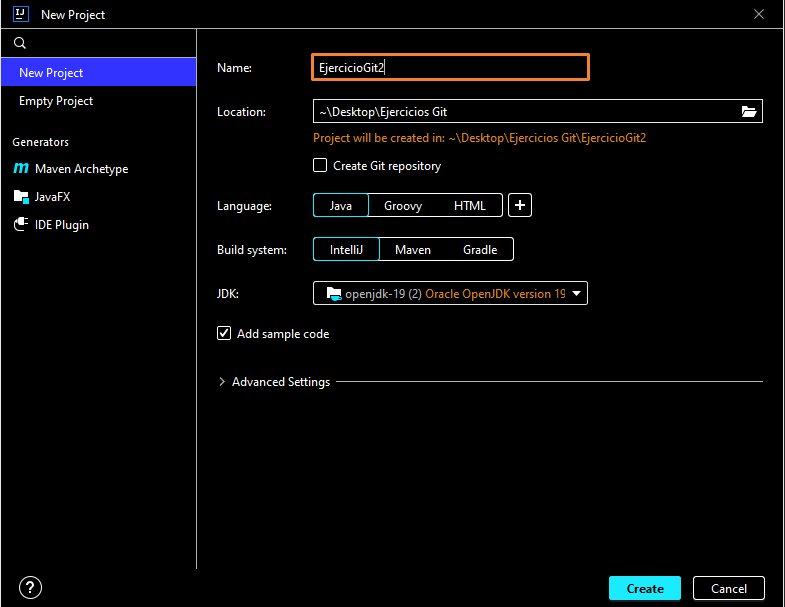 New Project
New Project
Empty Project
Generators
Maven Archetype
JavaFX
IDE Plugin
Name: EjercicioGit2
Location: ~\Desktop\Ejercicios Git
Project will be created in: ~\Desktop\Ejercicios Git\EjercicioGit2
Create Git repository
Language: Java Groovy HTML +
Build system: IntelliJ Maven Gradle
JDK: openjdk-19 (2) Oracle OpenJDK version 19
Add sample code
Advanced Settings
? Create Cancel